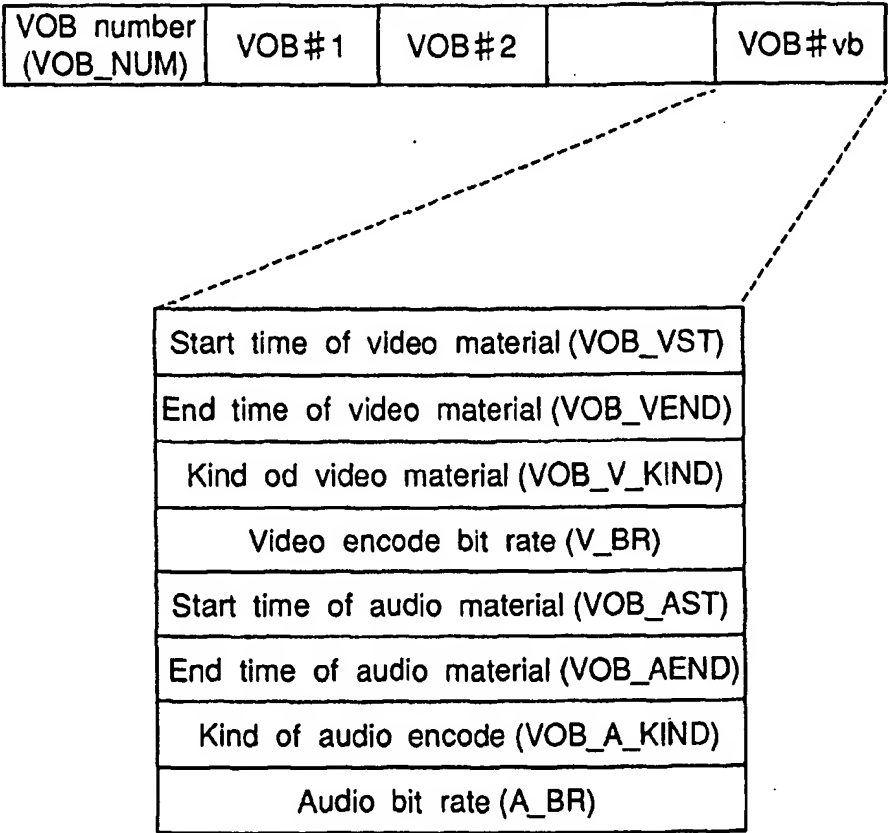 VOB number
(VOB_NUM)
VOB#1
VOB#2
VOB#vb
Start time of video material (VOB_VST)
End time of video material (VOB_VEND)
Kind od video material (VOB_V_KIND)
Video encode bit rate (V_BR)
Start time of audio material (VOB_AST)
End time of audio material (VOB_AEND)
Kind of audio encode (VOB_A_KIND)
Audio bit rate (A_BR)